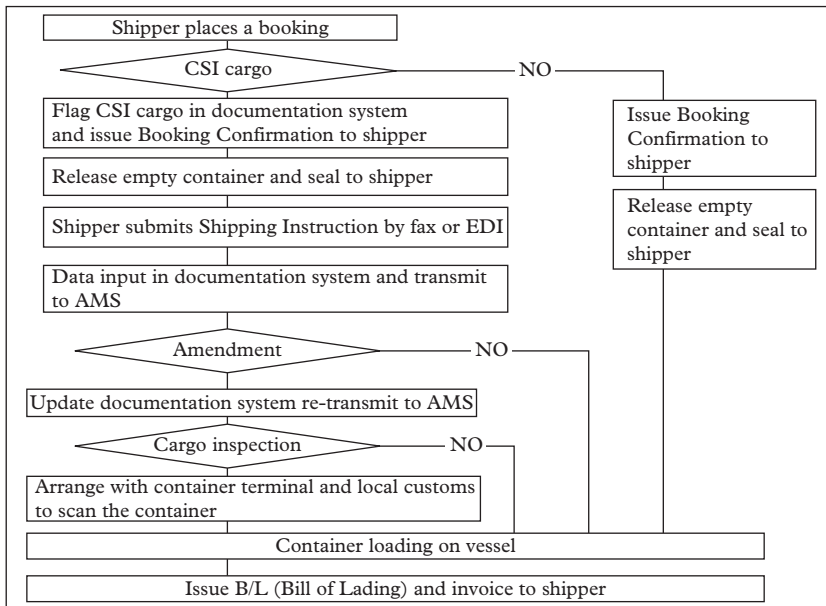 Shipper places a booking
CSI cargo
NO
Flag CSI cargo in documentation system
and issue Booking Confirmation to shipper
Issue Booking
Confirmation to
shipper
Release empty container and seal to shipper
Release empty
container and seal to
shipper
Shipper submits Shipping Instruction by fax or EDI
Data input in documentation system and transmit
to AMS
Amendment
NO
Update documentation system re-transmit to AMS
Cargo inspection
NO
Arrange with container terminal and local customs
to scan the container
Container loading on vessel
Issue B/L (Bill of Lading) and invoice to shipper